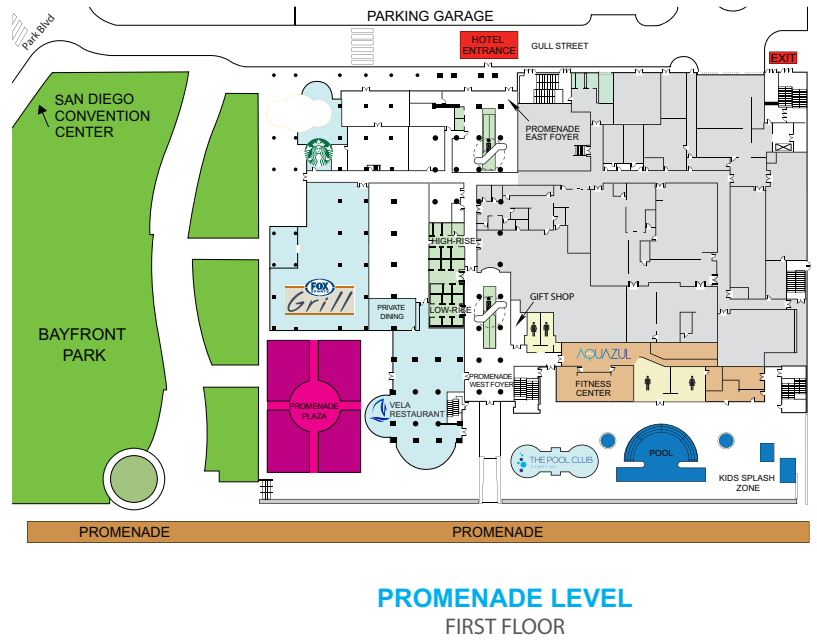 PARKING GARAGE
Park Blvd
HOTEL
ENTRANCE
GULL STREET
EXIT
SAN DIEGO
CONVENTION
CENTER
PROMENADE
EAST FOYER
HIGH-RISE
FOX
SPORTS
Grill
PRIVATE
DINING
LOW-RISE
GIFT SHOP
BAYFRONT
PARK
AQUAZUL
FITNESS
CENTER
PROMENADE
WEST FOYER
PROMENADE
PLAZA
VELA
RESTAURANT
THE POOL CLUB
POOL
KIDS SPLASH
ZONE
PROMENADE
PROMENADE
PROMENADE LEVEL
FIRST FLOOR